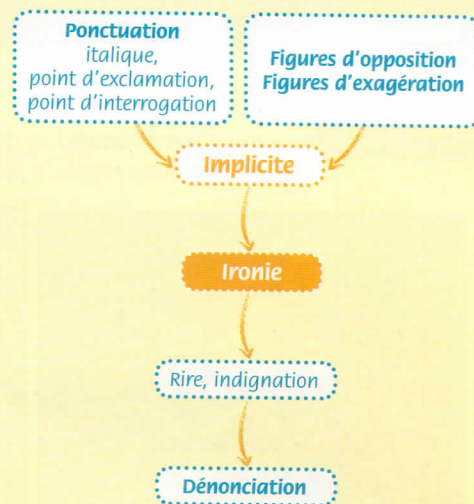 Ponctuation
italique,
point d'exclamation,
point d'interrogation
Figures d'opposition
Figures d'exagération
Implicite
Ironie
Rire, indignation
Dénonciation